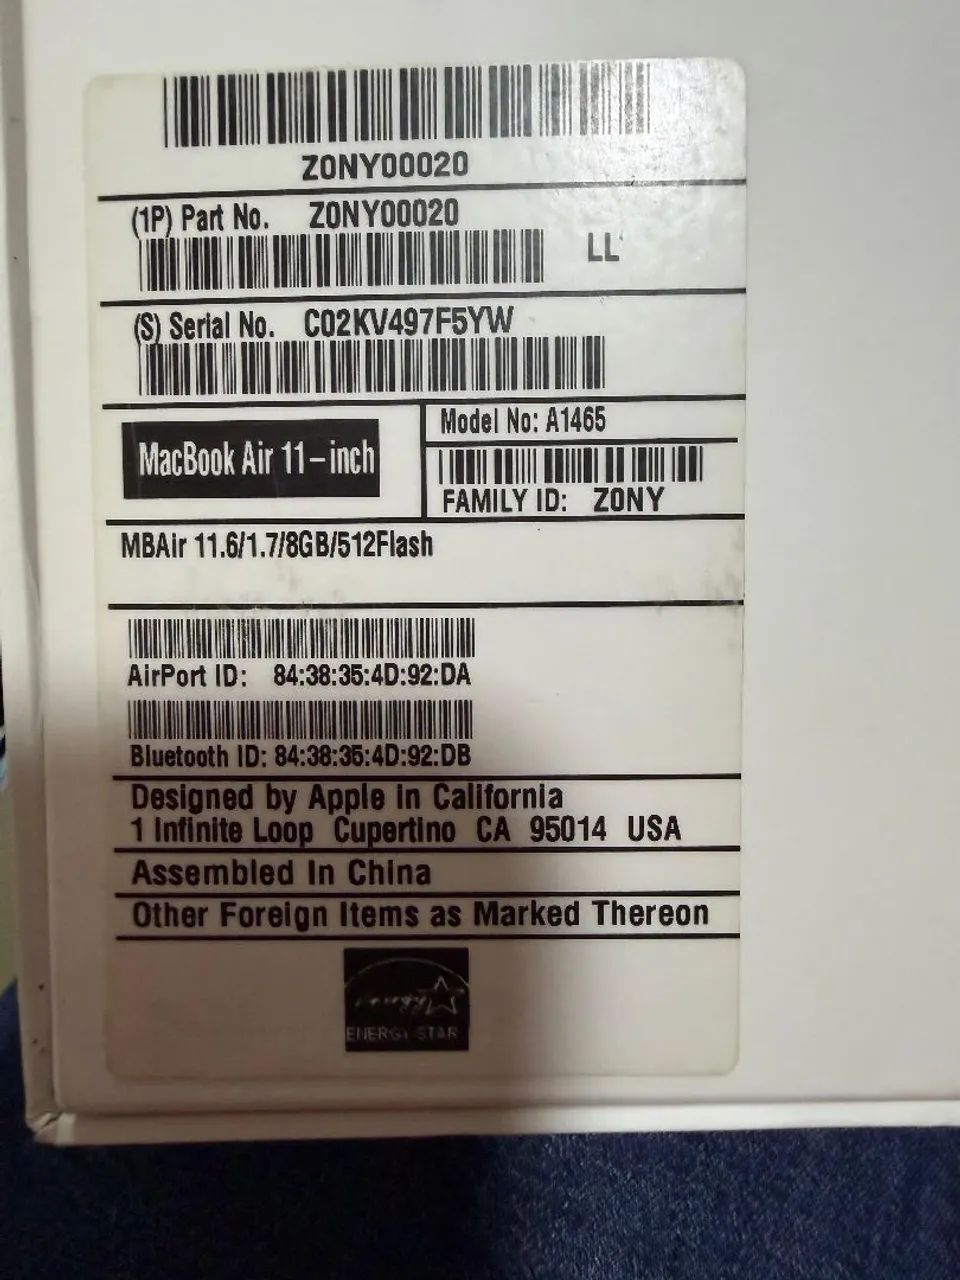 Z0NY00020
(1P) Part No. Z0NY00020
LL
(S) Serial No. C02KV497F5YW
MacBook Air 11-inch
Model No: A1465
FAMILY ID: Z0NY
MBAir 11.6/1.7/8GB/512Flash
AirPort ID: 84:38:35:4D:92:DA
Bluetooth ID: 84:38:35:4D:92:DB
Designed by Apple in California
1 Infinite Loop Cupertino CA 95014 USA
Assembled In China
Other Foreign Items as Marked Thereon
energy
ENERGY STAR